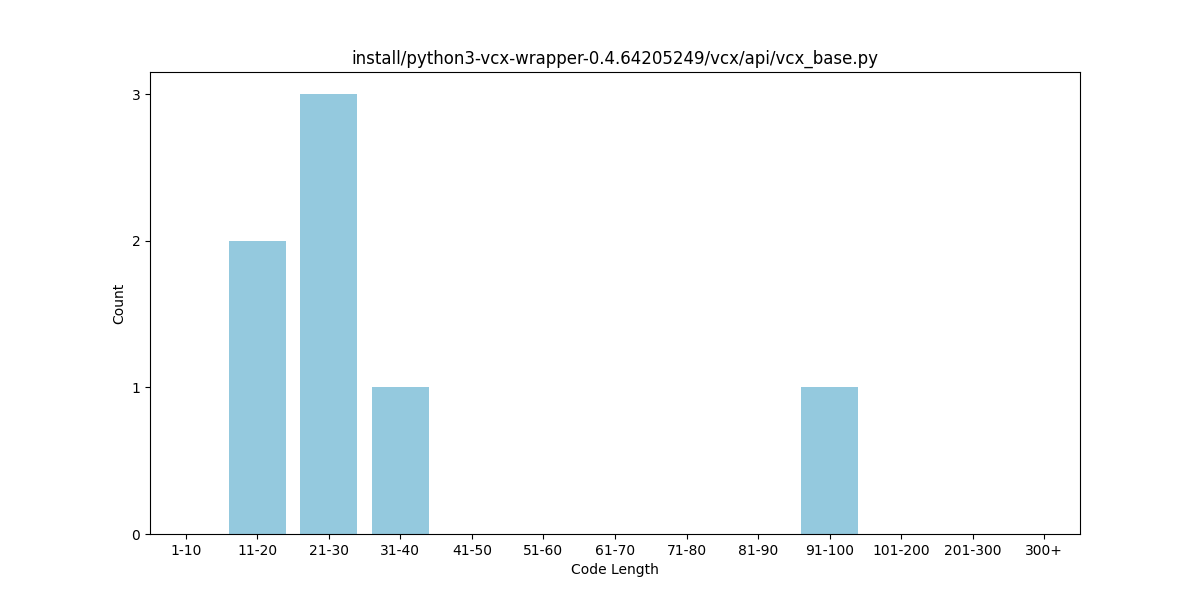 install/python3-vcx-wrapper-0.4.64205249/vcx/api/vcx_base.py
3
2
1
0
Count
1-10 11-20 21-30 31-40 41-50 51-60 61-70 71-80 81-90 91-100 101-200 201-300 300+
Code Length